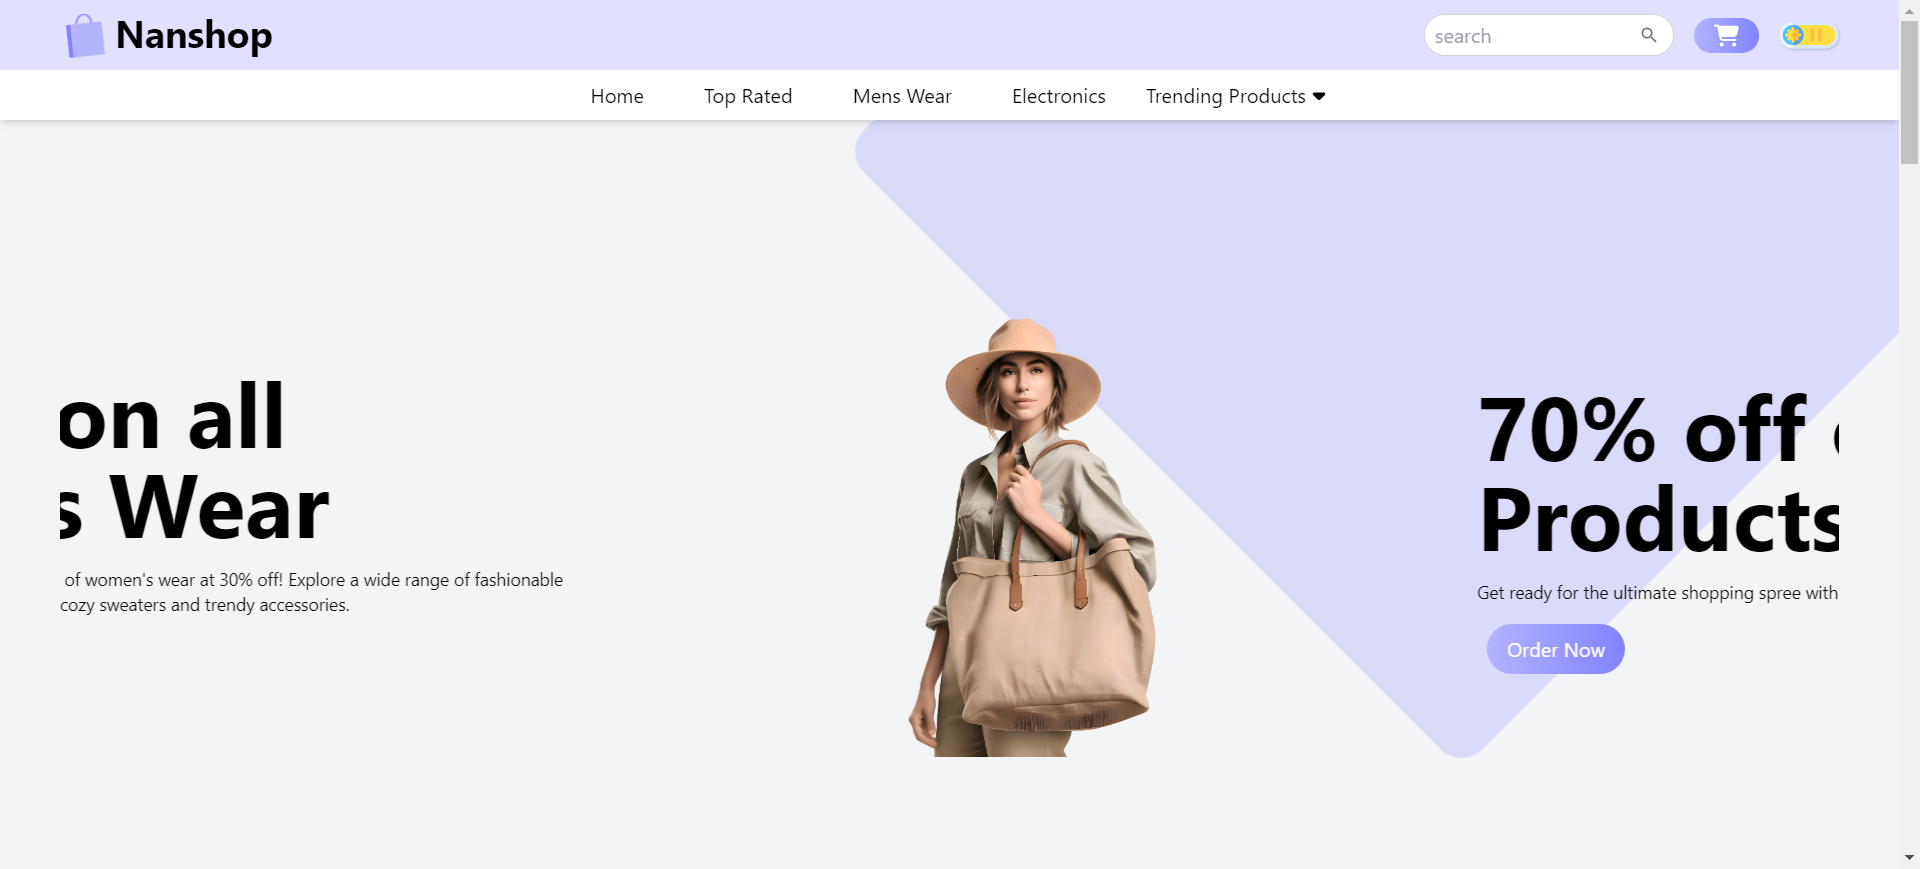 Nanshop
search
Home
Top Rated
Mens Wear
Electronics
Trending Products
on all
s Wear
of women's wear at 30% off! Explore a wide range of fashionable
cozy sweaters and trendy accessories.
70% off
Products
Get ready for the ultimate shopping spree with
Order Now